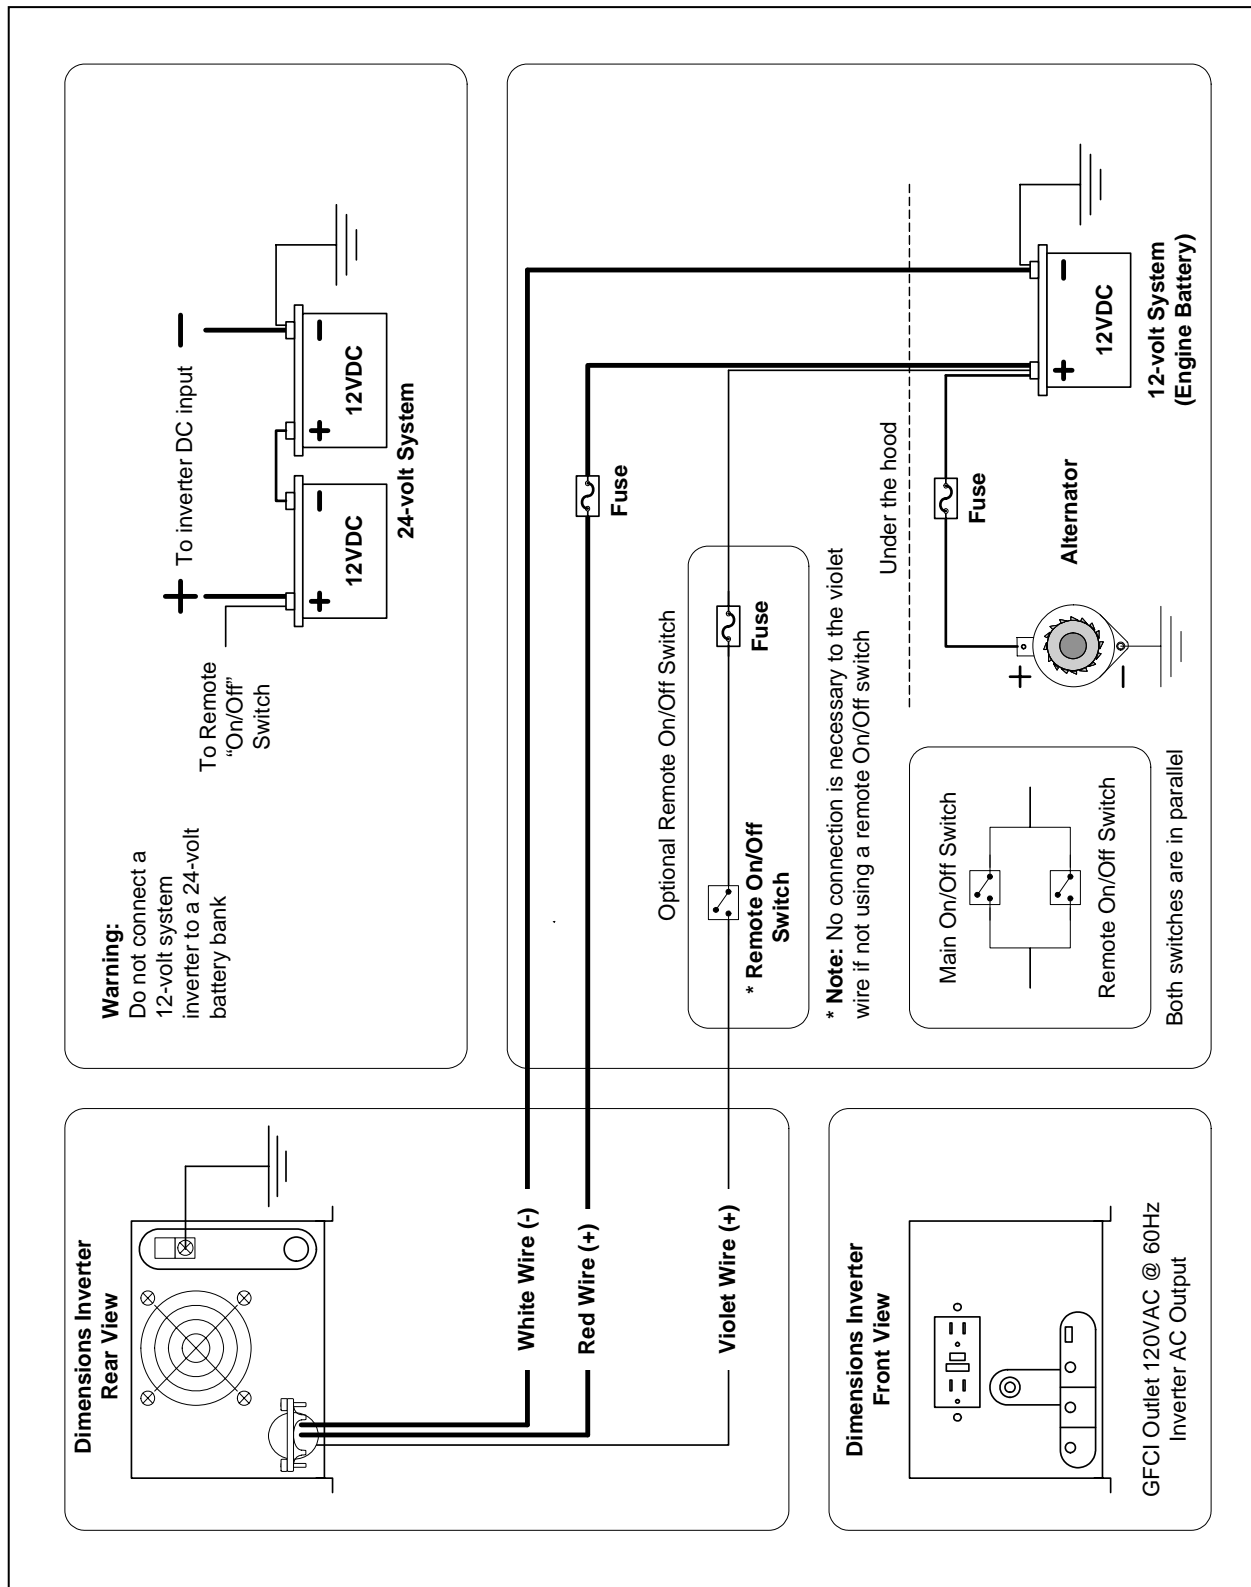 Dimensions Inverter
Rear View
White Wire (-)
Red Wire (+)
Violet Wire (+)
Warning:
Do not connect a
12-volt system
inverter to a 24-volt
battery bank
To Remote
“On/Off”
Switch
+ To inverter DC input −
+ −
12VDC
+ −
12VDC
24-volt System
Dimensions Inverter
Front View
GFCI Outlet 120VAC @ 60Hz
Inverter AC Output
Fuse
Optional Remote On/Off Switch
* Remote On/Off
Switch
Fuse
* Note: No connection is necessary to the violet
wire if not using a remote On/Off switch
Under the hood
Main On/Off Switch
Remote On/Off Switch
Both switches are in parallel
+
−
Fuse
Alternator
+ −
12VDC
12-volt System
(Engine Battery)